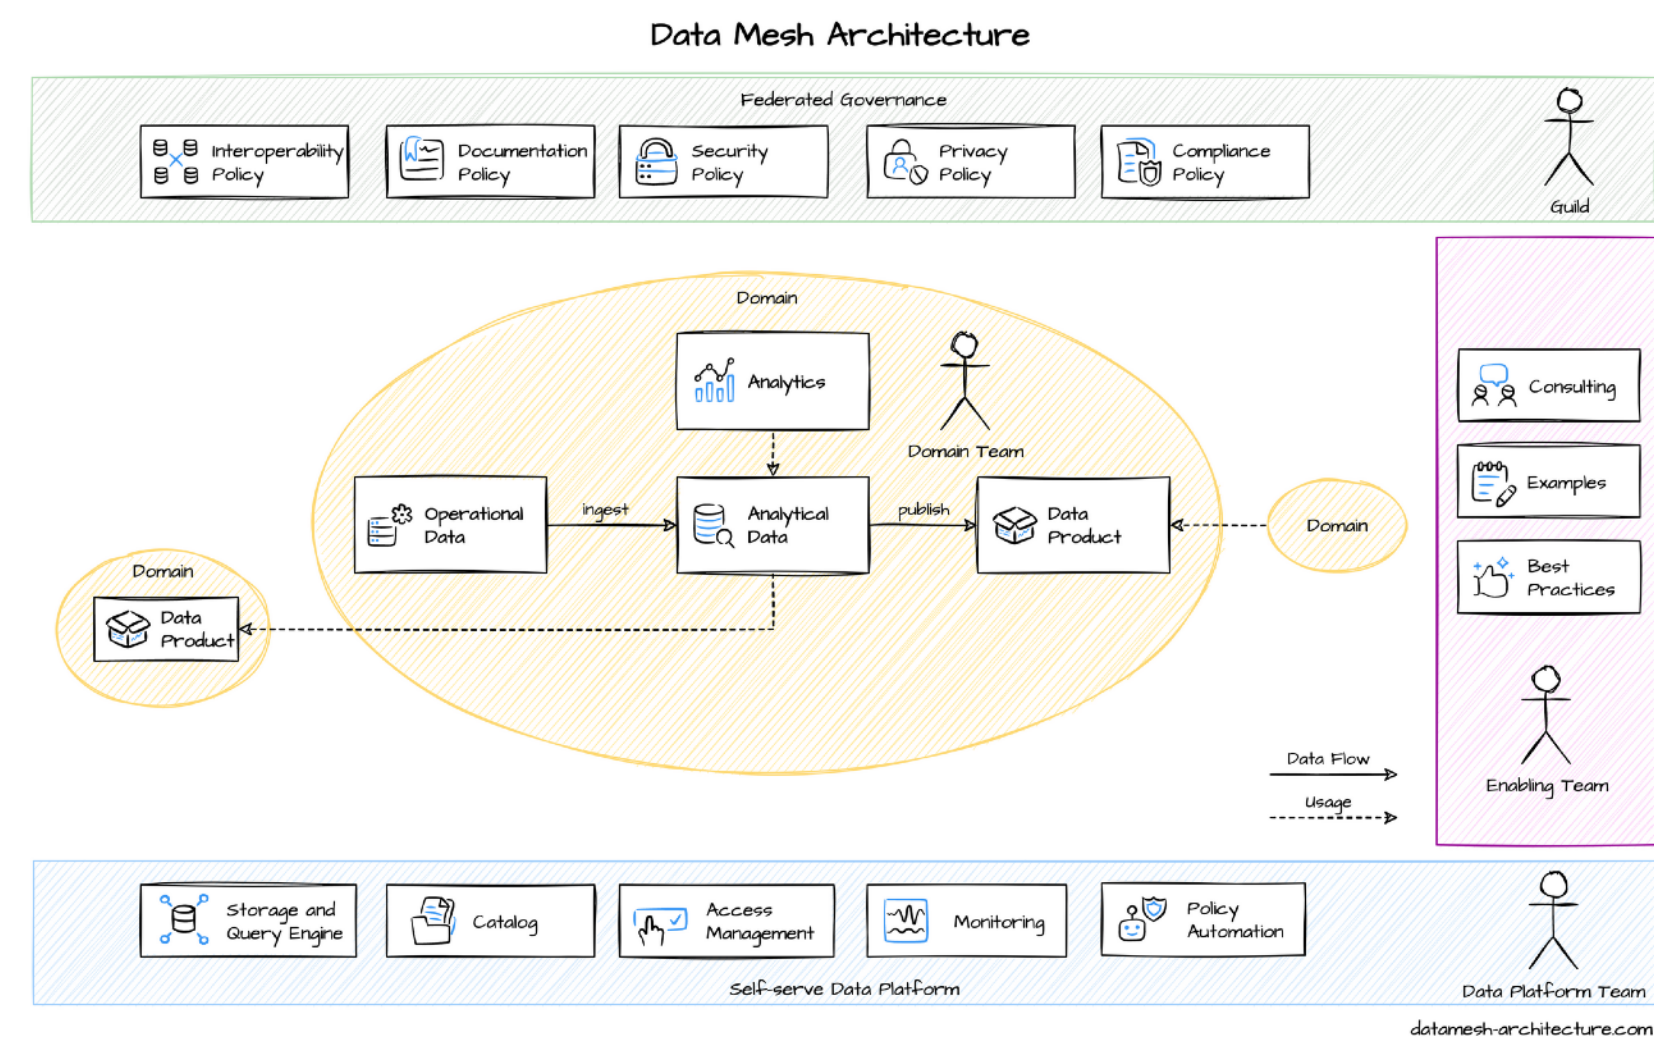 Data Mesh Architecture
Federated Governance
Interoperability
Policy
Documentation
Policy
Security
Policy
Privacy
Policy
Compliance
Policy
Guild
Domain
Analytics
Domain Team
Operational
Data
ingest
Analytical
Data
publish
Data
Product
Domain
Domain
Data
Product
Consulting
Examples
Best
Practices
Enabling Team
Data Flow
Usage
Storage and
Query Engine
Catalog
Access
Management
Monitoring
Policy
Automation
Self-serve Data Platform
Data Platform Team
datamesh-architecture.com